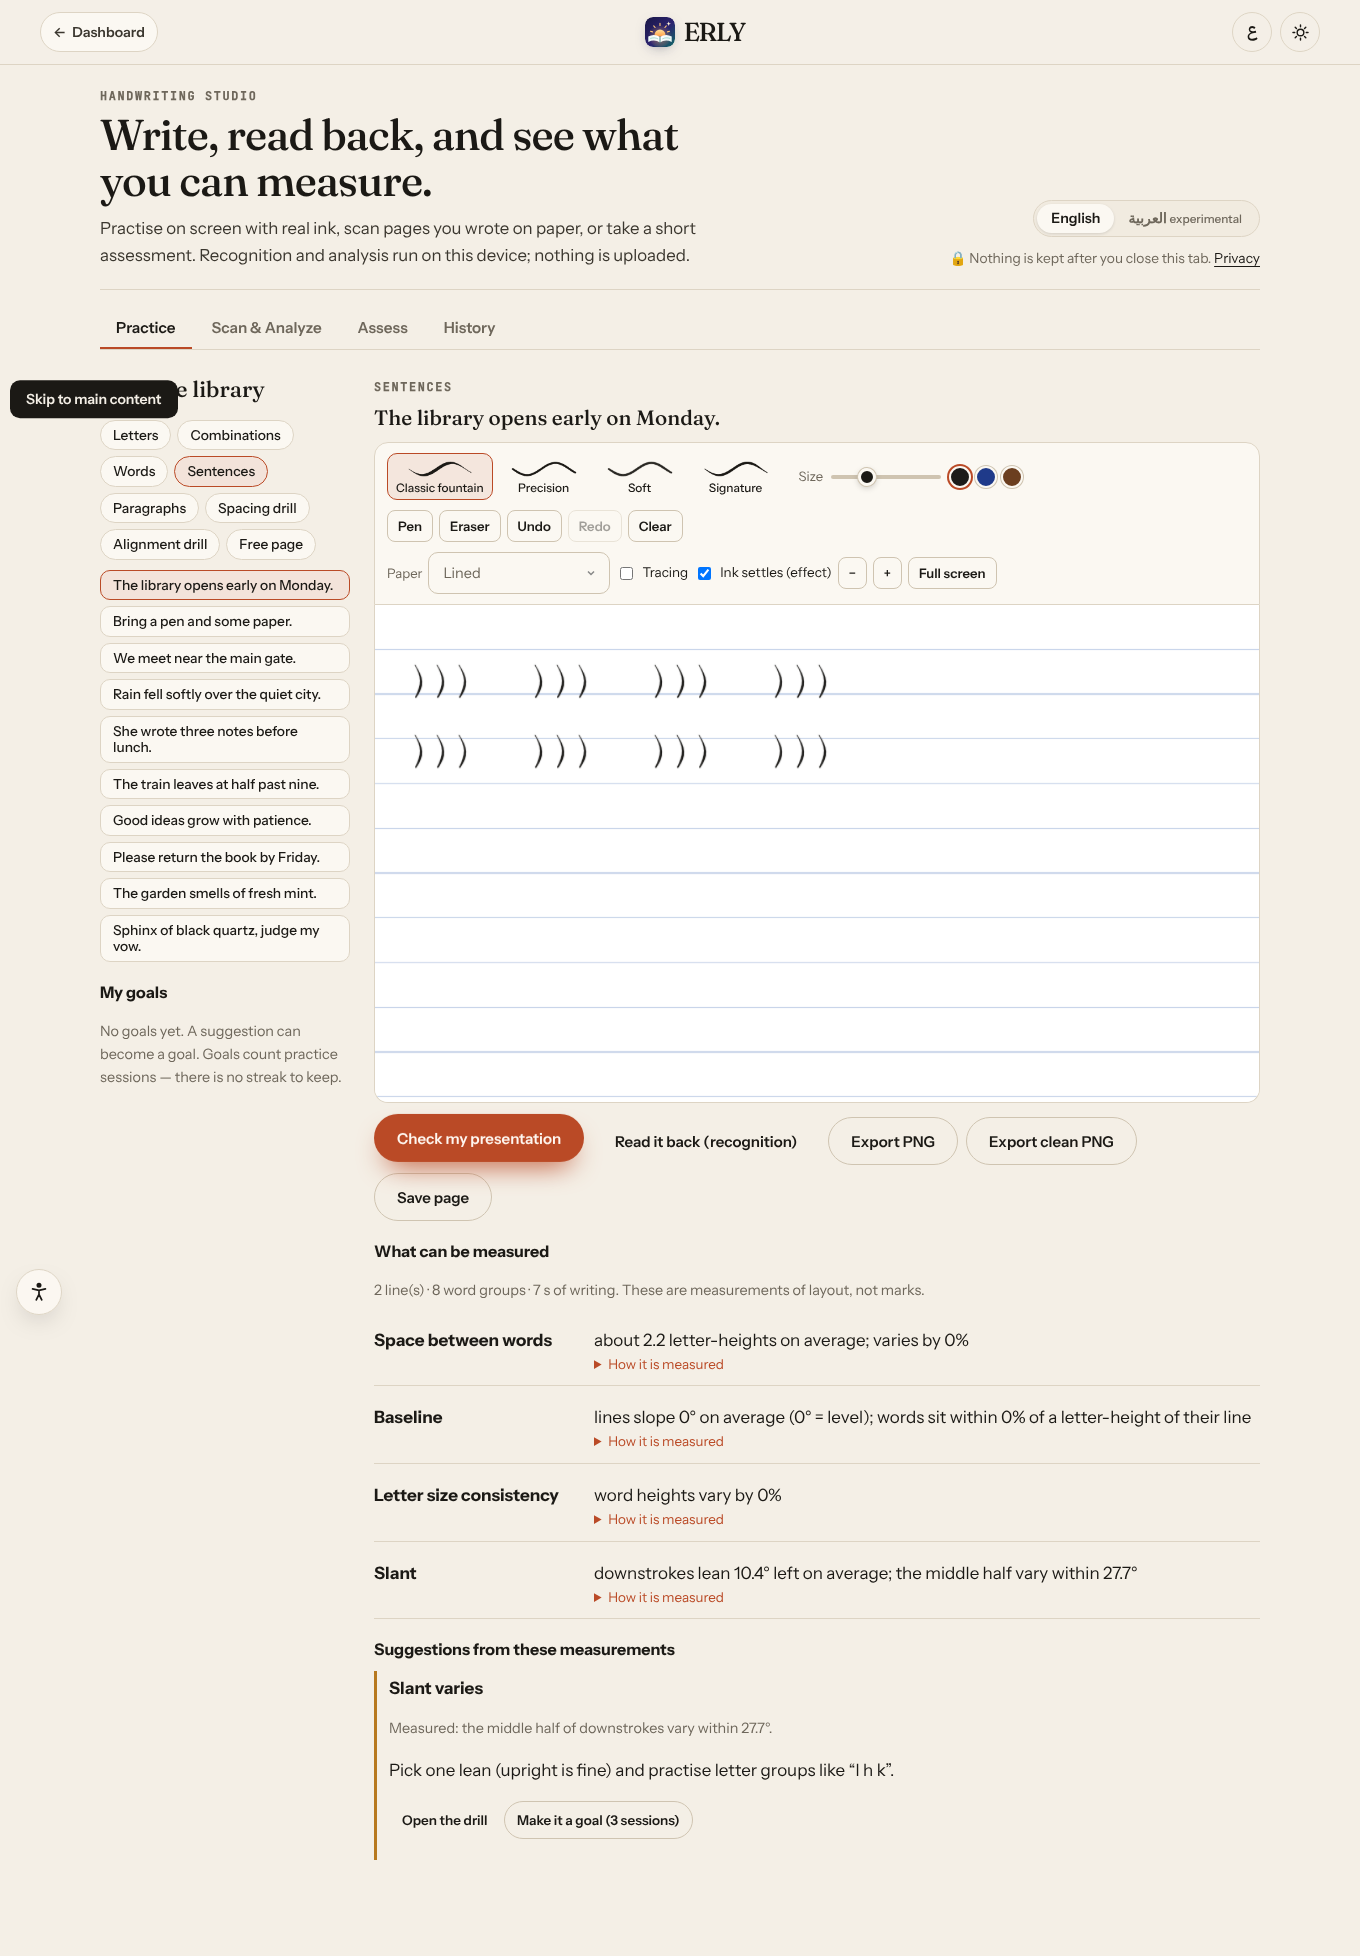 ← Dashboard
ERLY
ع
HANDWRITING STUDIO
Write, read back, and see what
you can measure.
Practise on screen with real ink, scan pages you wrote on paper, or take a short
assessment. Recognition and analysis run on this device; nothing is uploaded.
English العربية experimental
🔒 Nothing is kept after you close this tab. Privacy
Practice Scan & Analyze Assess History
Skip to main content
library
Letters Combinations
Words Sentences
Paragraphs Spacing drill
Alignment drill Free page
The library opens early on Monday.
Bring a pen and some paper.
We meet near the main gate.
Rain fell softly over the quiet city.
She wrote three notes before
lunch.
The train leaves at half past nine.
Good ideas grow with patience.
Please return the book by Friday.
The garden smells of fresh mint.
Sphinx of black quartz, judge my
vow.
My goals
No goals yet. A suggestion can
become a goal. Goals count practice
sessions — there is no streak to keep.
SENTENCES
The library opens early on Monday.
Classic fountain Precision Soft Signature Size
Pen Eraser Undo Redo Clear
Paper Lined Tracing Ink settles (effect) − + Full screen
) ) ) ) ) ) ) ) ) ) ) )
) ) ) ) ) ) ) ) ) ) ) )
Check my presentation Read it back (recognition) Export PNG Export clean PNG
Save page
What can be measured
2 line(s) · 8 word groups · 7 s of writing. These are measurements of layout, not marks.
Space between words about 2.2 letter-heights on average; varies by 0%
▶ How it is measured
Baseline lines slope 0° on average (0° = level); words sit within 0% of a letter-height of their line
▶ How it is measured
Letter size consistency word heights vary by 0%
▶ How it is measured
Slant downstrokes lean 10.4° left on average; the middle half vary within 27.7°
▶ How it is measured
Suggestions from these measurements
Slant varies
Measured: the middle half of downstrokes vary within 27.7°.
Pick one lean (upright is fine) and practise letter groups like “l h k”.
Open the drill Make it a goal (3 sessions)